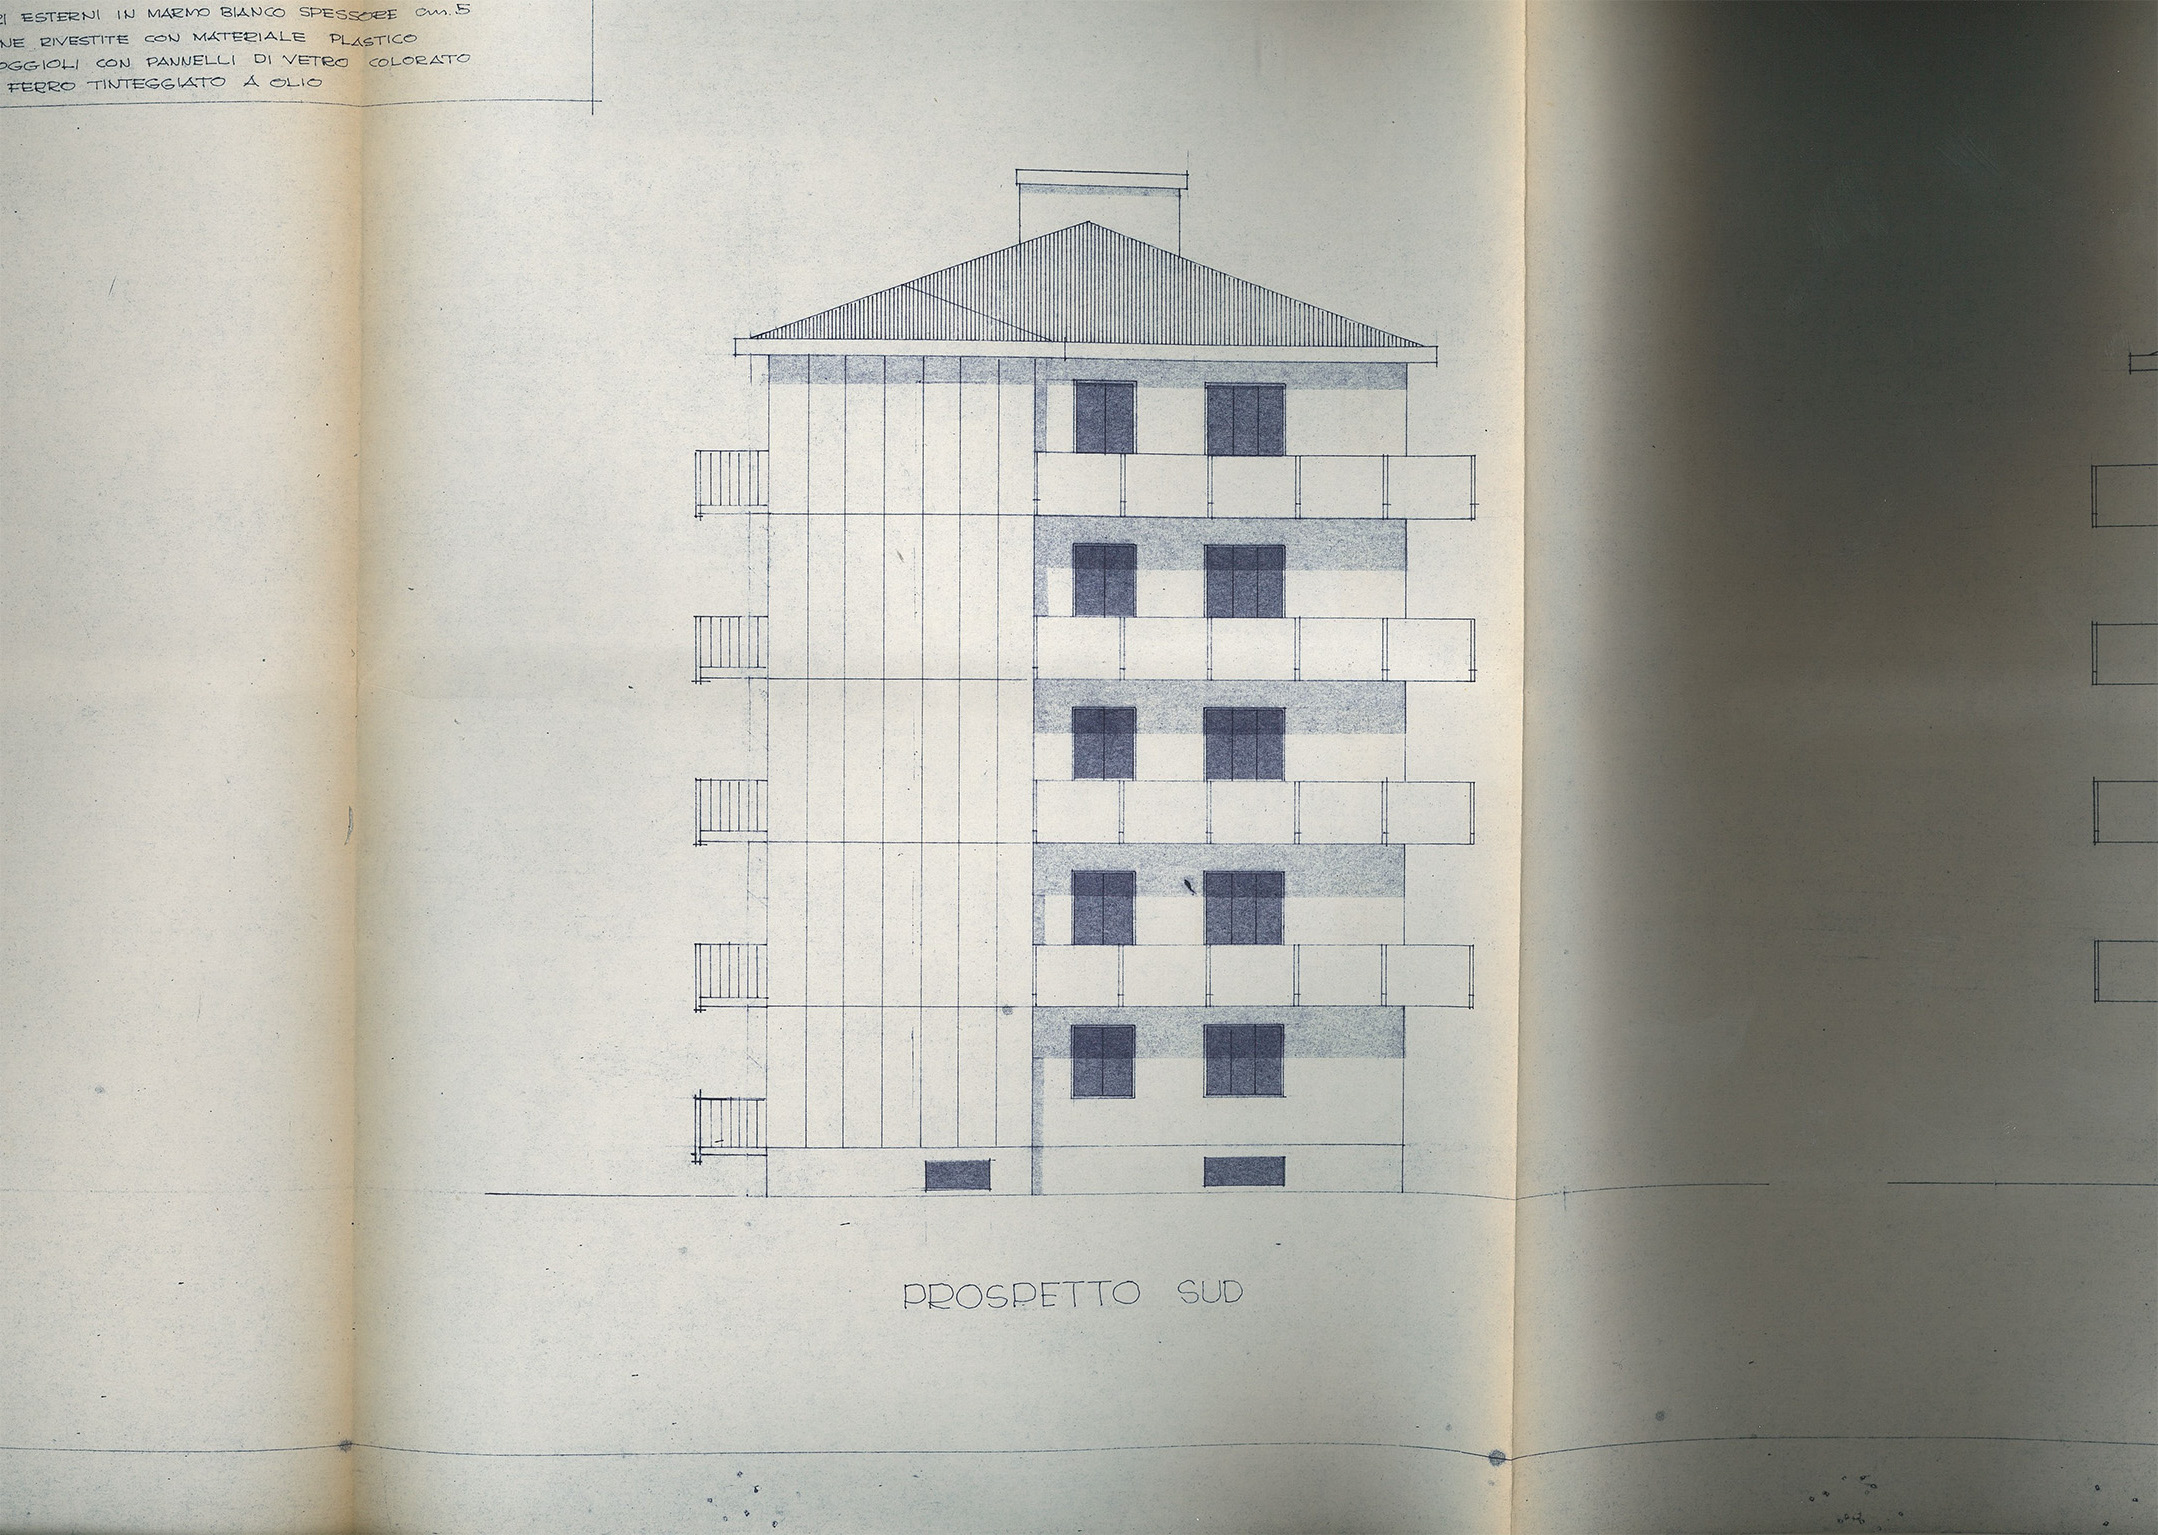 RI ESTERNI IN MARMO BIANCO SPESSORE cm. 5
NE RIVESTITE CON MATERIALE PLASTICO
OGGIOLI CON PANNELLI DI VETRO COLORATO
FERRO TINTEGGIATO A OLIO
PROSPETTO SUD